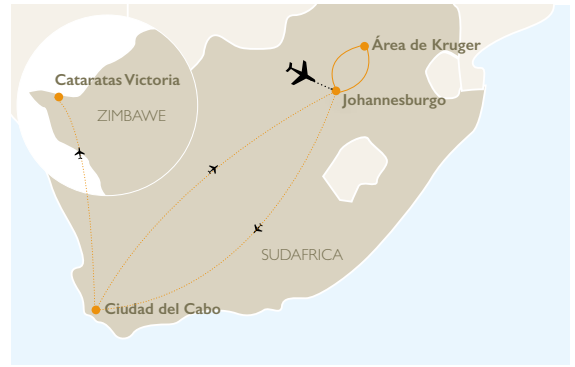 Área de Kruger
Cataratas Victoria
Johannesburgo
ZIMBAWE
SUDAFRICA
Ciudad del Cabo